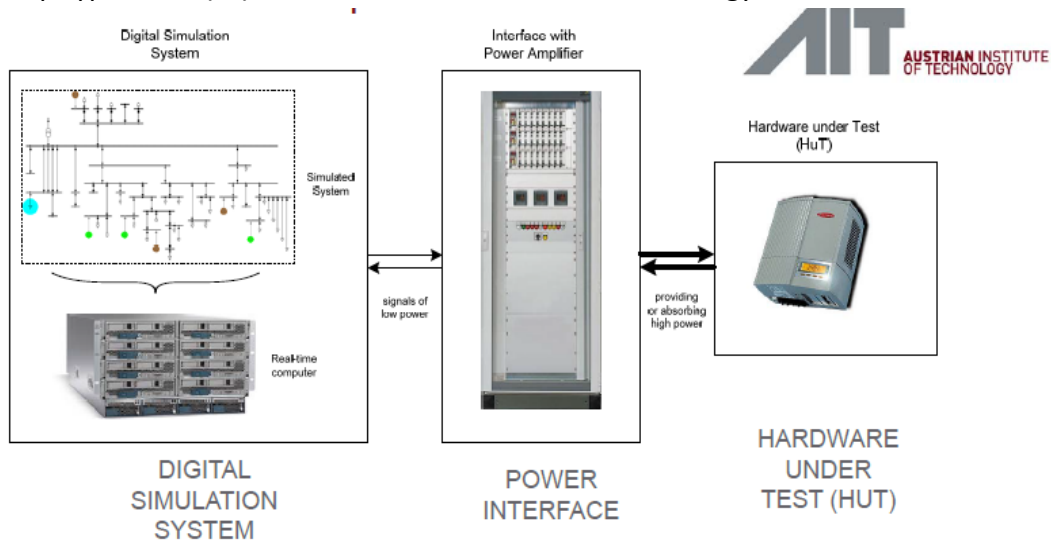 Digital Simulation
System
Interface with
Power Amplifier
AIT
AUSTRIAN INSTITUTE
OF TECHNOLOGY
Hardware under Test
(HuT)
Simulated
System
signals of
low power
providing
or absorbing
high power
Real-time
computer
DIGITAL
SIMULATION
SYSTEM
POWER
INTERFACE
HARDWARE
UNDER
TEST (HUT)